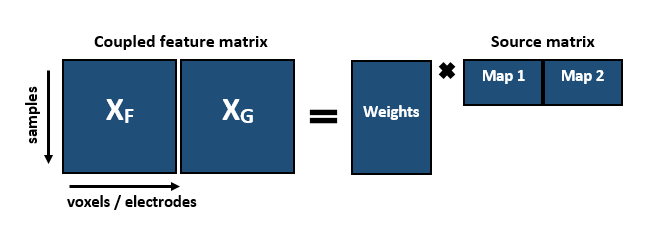 Coupled feature matrix
Source matrix
samples
XF
XG
=
Weights
✖
Map 1
Map 2
voxels / electrodes